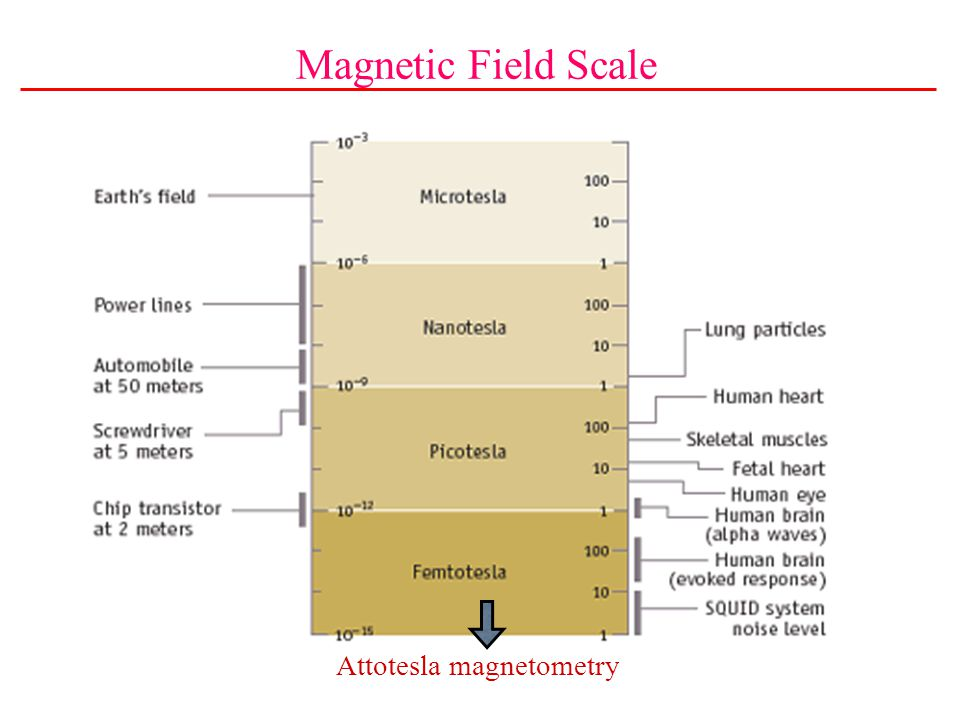 Magnetic Field Scale
10⁻³
Earth's field
Microtesla
100
10
10⁻⁶
1
Power lines
Nanotesla
100
10
Lung particles
Automobile
at 50 meters
10⁻⁹
1
Human heart
Screwdriver
at 5 meters
Picotesla
100
10
Skeletal muscles
Fetal heart
Human eye
Chip transistor
at 2 meters
10⁻¹²
1
Human brain
(alpha waves)
Femtotesla
100
10
Human brain
(evoked response)
SQUID system
noise level
10⁻¹⁵
1
Attotesla magnetometry